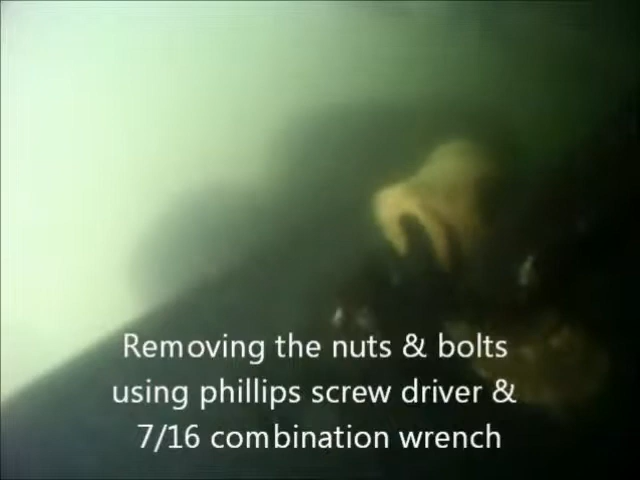 Removing the nuts & bolts
using phillips screw driver &
7/16 combination wrench